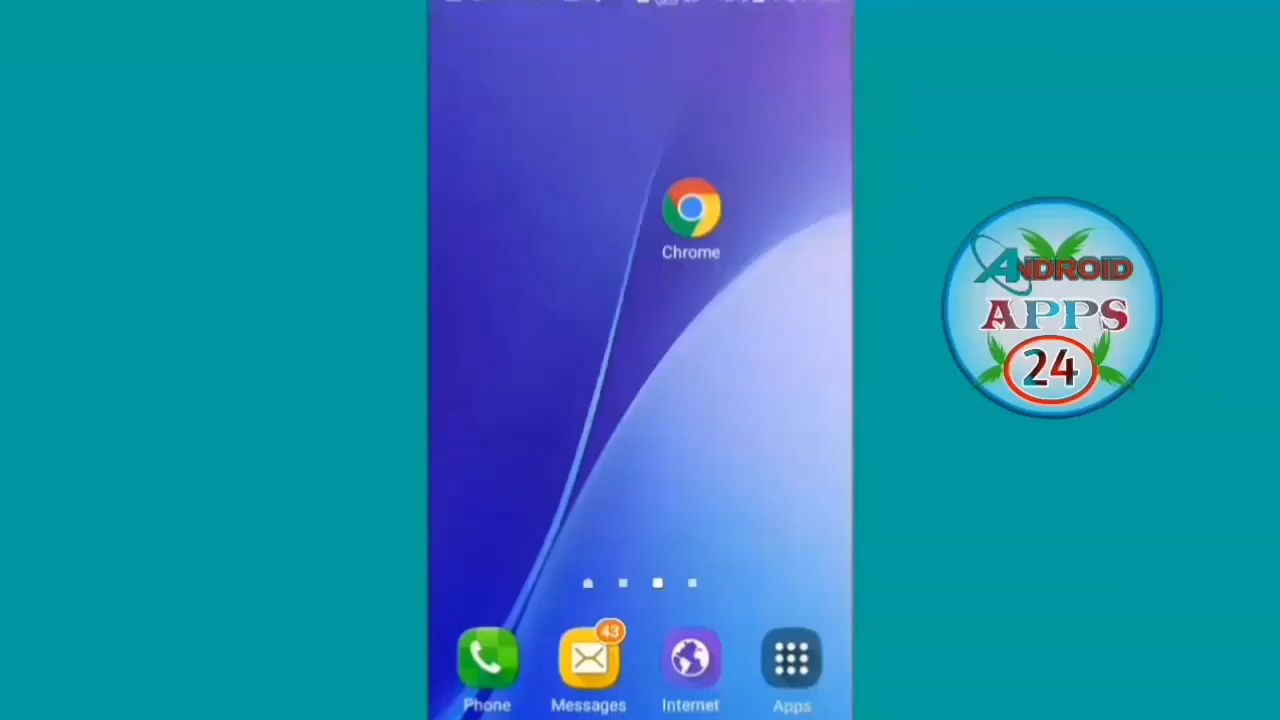 Chrome
ANDROID
APPS
24
43
Phone
Messages
Internet
Apps